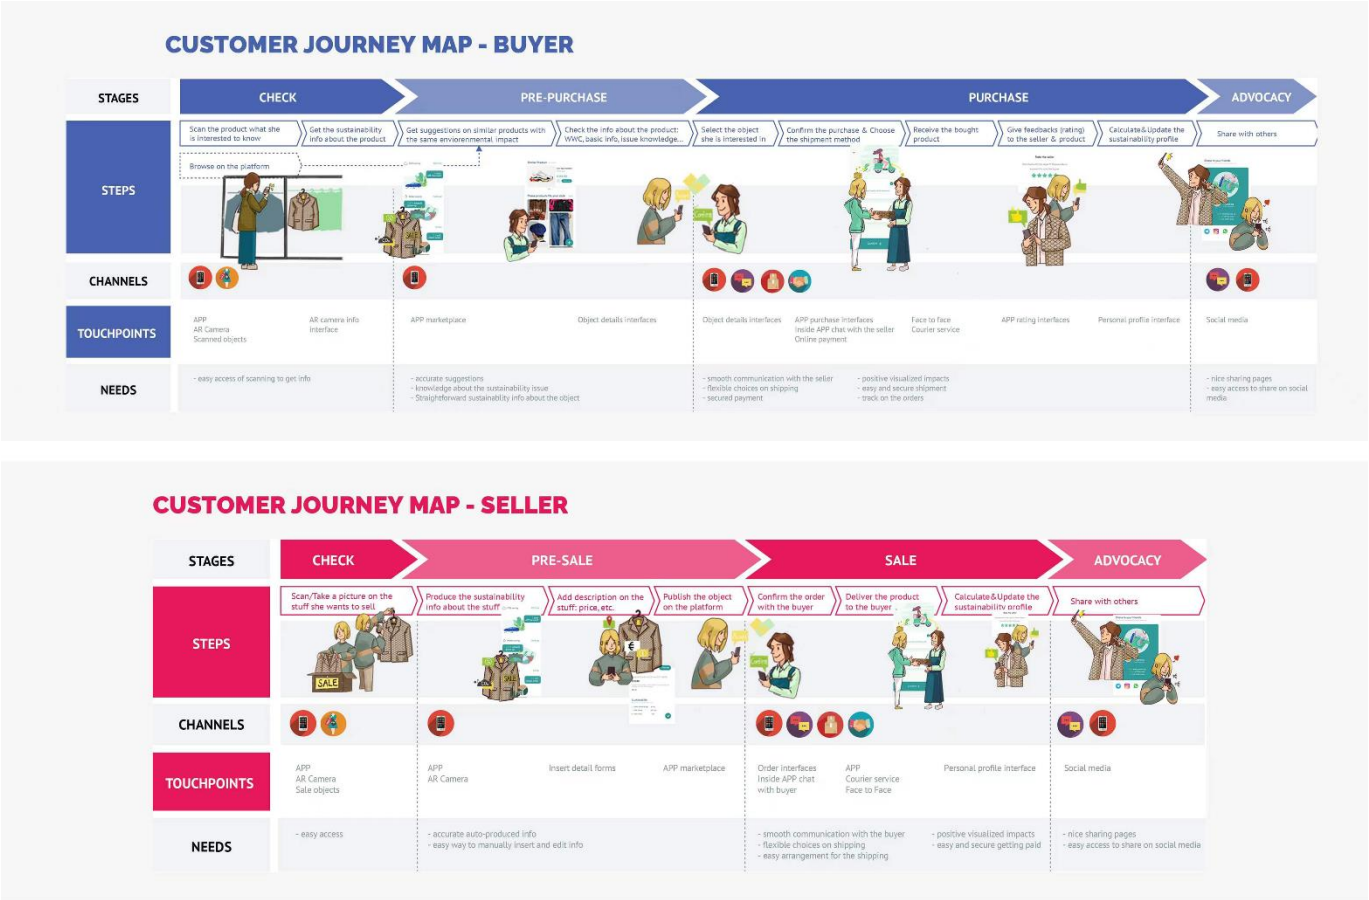 CUSTOMER JOURNEY MAP - BUYER
STAGES
CHECK
PRE-PURCHASE
PURCHASE
ADVOCACY
STEPS
Scan the product what she
is interested to know
Get the sustainability
info about the product
Get suggestions on similar products with
the same enviorenmental impact
Check the info about the product:
WWC, basic info, issue knowledge...
Select the object
she is interested in
Confirm the purchase & Choose
the shipment method
Receive the bought
product
Give feedbacks (rating)
to the seller & product
Calculate&Update the
sustainability profile
Share with others
Browse on the platform
SALE
Confirm
CHANNELS
TOUCHPOINTS
APP
AR Camera
Scanned objects
AR camera info
Interface
APP marketplace
Object details interfaces
Object details interfaces
APP purchase interfaces
Inside APP chat with the seller
Online payment
Face to face
Courier service
APP rating interfaces
Personal profile interface
Social media
NEEDS
- easy access of scanning to get info
- accurate suggestions
- knowledge about the sustainability issue
- Straightforward sustainability info about the object
- smooth communication with the seller
- flexible choices on shipping
- secured payment
- positive visualized impacts
- easy and secure shipment
- track on the orders
- nice sharing pages
- easy access to share on social
media
CUSTOMER JOURNEY MAP - SELLER
STAGES
CHECK
PRE-SALE
SALE
ADVOCACY
STEPS
Scan/Take a picture on the
stuff she wants to sell
Produce the sustainability
info about the stuff
Add description on the
stuff: price, etc.
Publish the object
on the platform
Confirm the order
with the buyer
Deliver the product
to the buyer
Calculate&Update the
sustainability profile
Share with others
SALE
SALE
€
Confirm
CHANNELS
TOUCHPOINTS
APP
AR Camera
Sale objects
APP
AR Camera
Insert detail forms
APP marketplace
Order interfaces
Inside APP chat
with buyer
APP
Courier service
Face to Face
Personal profile interface
Social media
NEEDS
- easy access
- accurate auto-produced info
- easy way to manually insert and edit info
- smooth communication with the buyer
- flexible choices on shipping
- easy arrangement for the shipping
- positive visualized impacts
- easy and secure getting paid
- nice sharing pages
- easy access to share on social media